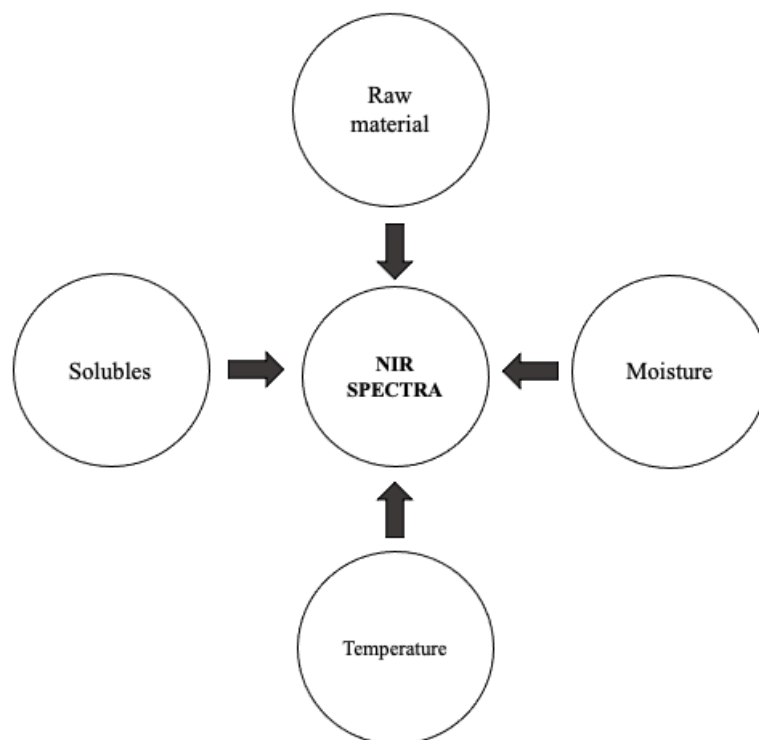 Raw
material
Solubles
NIR
SPECTRA
Moisture
Temperature